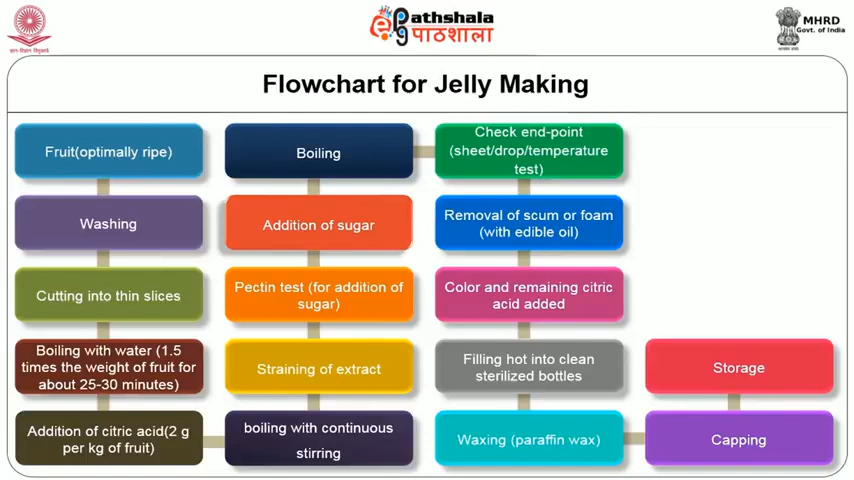 ePathshala
पाठशाला
MHRD
Govt. of India
Flowchart for Jelly Making
Fruit(optimally ripe)
Washing
Cutting into thin slices
Boiling with water (1.5
times the weight of fruit for
about 25-30 minutes)
Addition of citric acid(2 g
per kg of fruit)
boiling with continuous
stirring
Straining of extract
Pectin test (for addition of
sugar)
Addition of sugar
Boiling
Check end-point
(sheet/drop/temperature
test)
Removal of scum or foam
(with edible oil)
Color and remaining citric
acid added
Filling hot into clean
sterilized bottles
Waxing (paraffin wax)
Capping
Storage